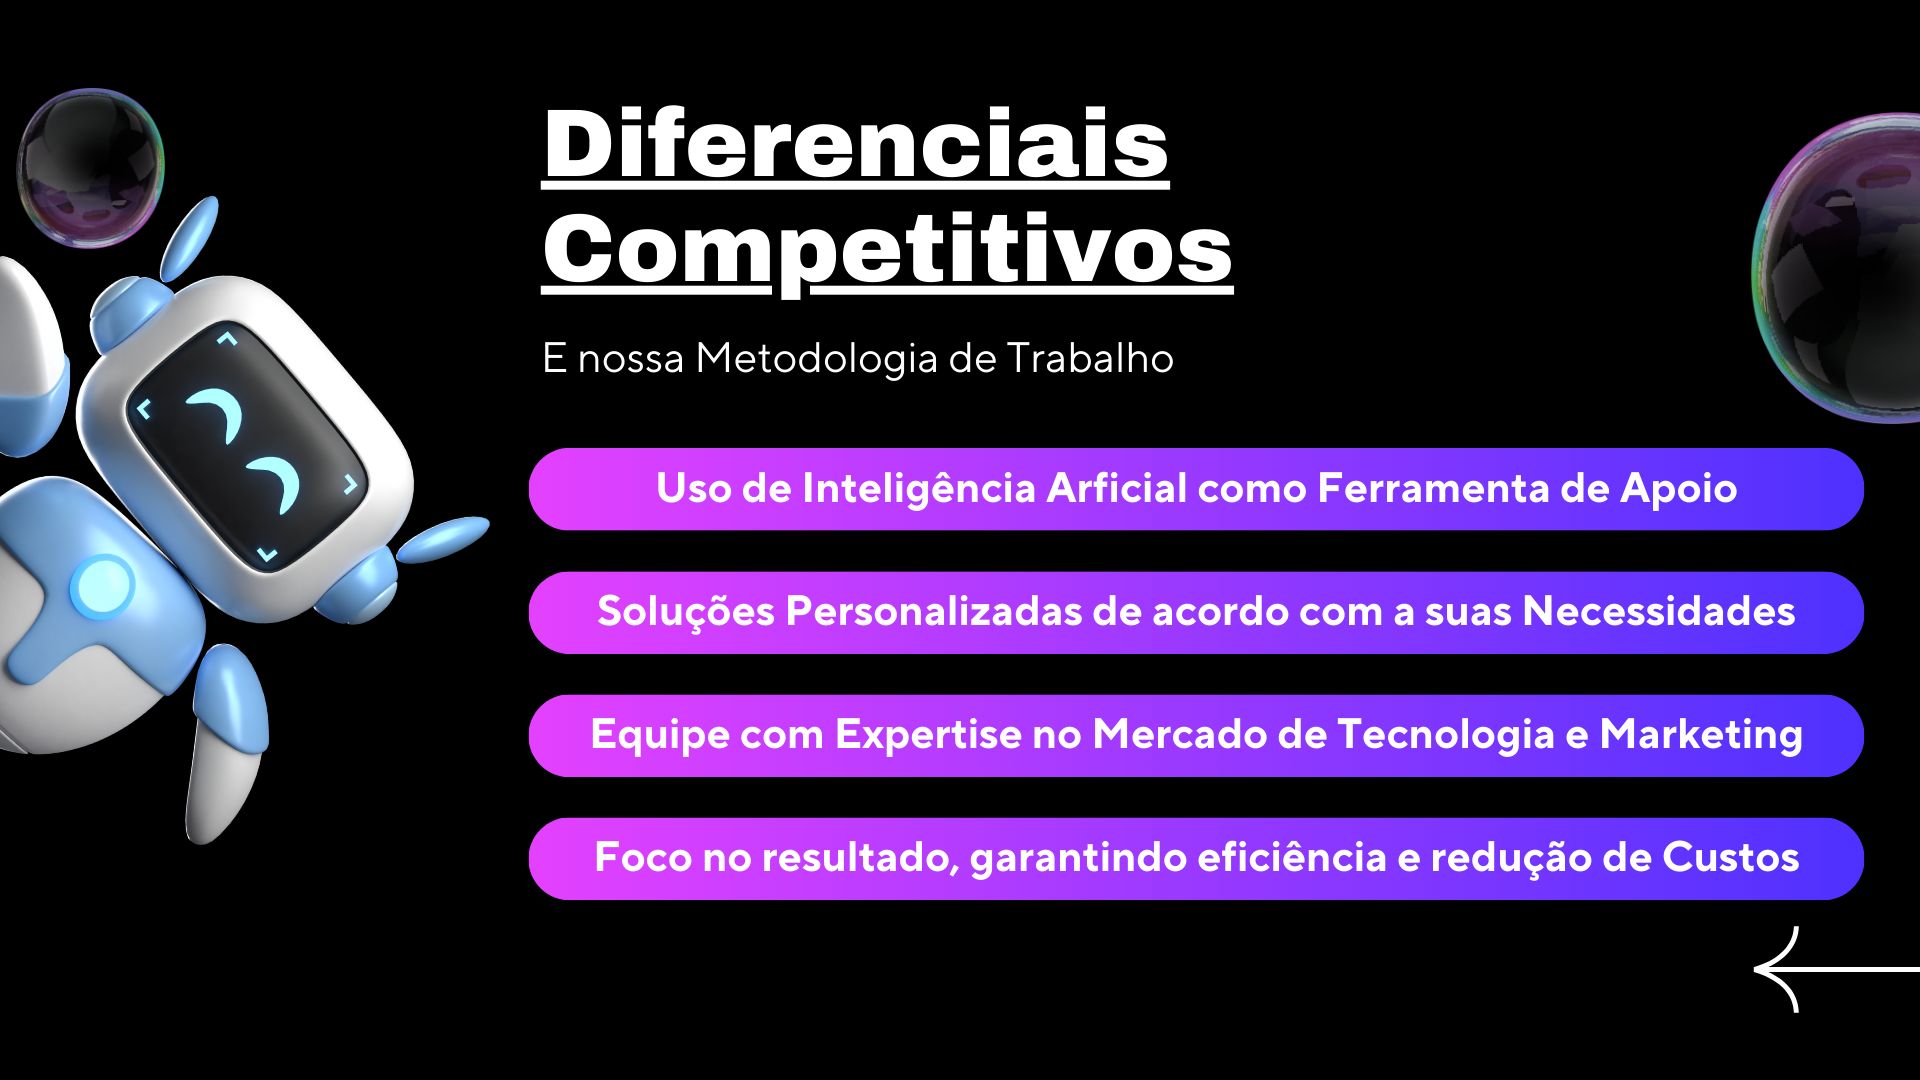 Diferenciais
Competitivos
E nossa Metodologia de Trabalho
Uso de Inteligência Arficial como Ferramenta de Apoio
Soluções Personalizadas de acordo com a suas Necessidades
Equipe com Expertise no Mercado de Tecnologia e Marketing
Foco no resultado, garantindo eficiência e redução de Custos